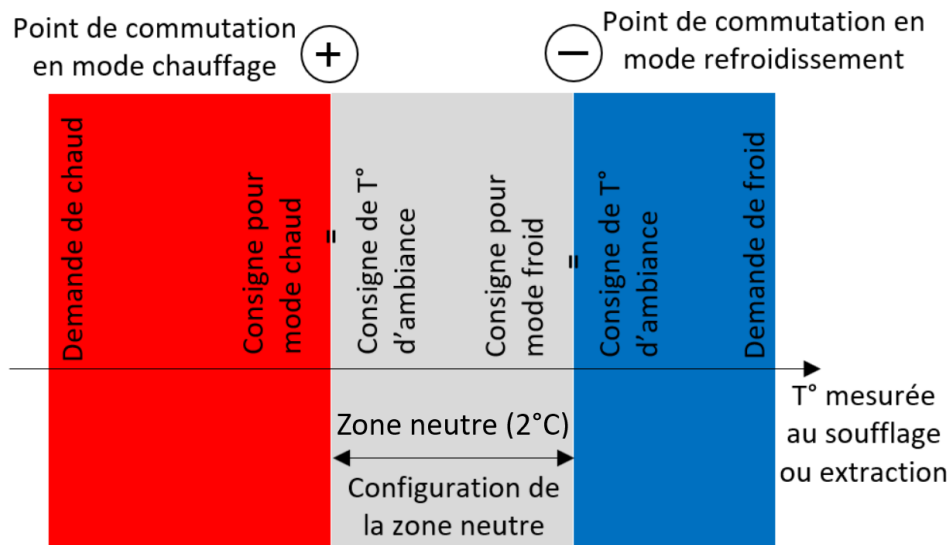 Point de commutation
en mode chauffage
+
−
Point de commutation en
mode refroidissement
Demande de chaud
Consigne pour
mode chaud
=
Consigne de T°
d’ambiance
Consigne pour
mode froid
=
Consigne de T°
d’ambiance
Demande de froid
T° mesurée
au soufflage
ou extraction
Zone neutre (2°C)
Configuration de
la zone neutre